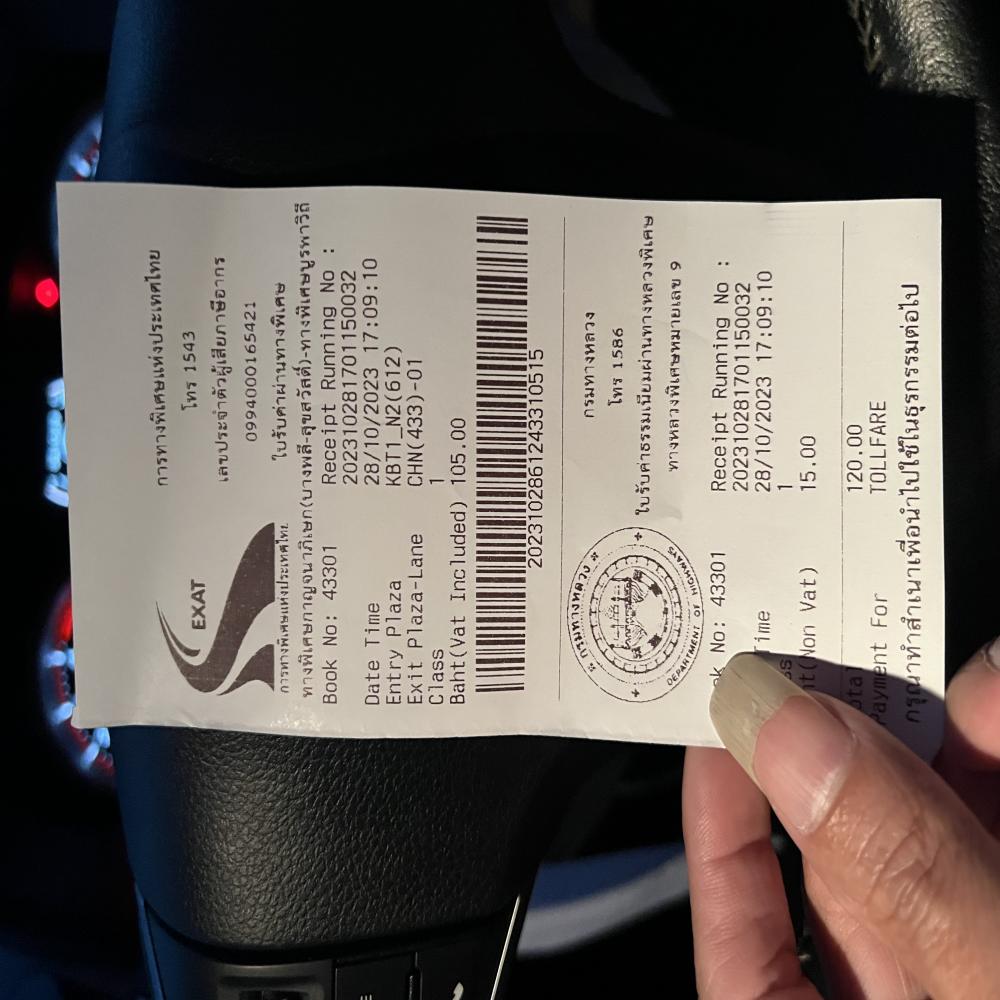 การทางพิเศษแห่งประเทศไทย
โทร 1543
เลขประจำตัวผู้เสียภาษีอากร
0994000165421
EXAT
การทางพิเศษแห่งประเทศไทย
ใบรับค่าผ่านทางพิเศษ
ทางพิเศษกาญจนาภิเษก(บางพลี-สุขสวัสดิ์)-ทางพิเศษบูรพาวิถี
Book No: 43301 Receipt Running No :
202310281701150032
Date Time 28/10/2023 17:09:10
Entry Plaza KBT1_N2(612)
Exit Plaza-Lane CHN(433)-01
Class 1
Baht(Vat Included) 105.00
2023102861243310515
กรมทางหลวง
โทร 1586
กรมทางหลวง
DEPARTMENT OF HIGHWAYS
ใบรับค่าธรรมเนียมผ่านทางหลวงพิเศษ
ทางหลวงพิเศษหมายเลข 9
No: 43301 Receipt Running No :
202310281701150032
Time 28/10/2023 17:09:10
1
(Non Vat) 15.00
120.00
Payment For TOLLFARE
กรุณาทำสำเนาเพื่อนำไปใช้ในธุรกรรมต่อไป